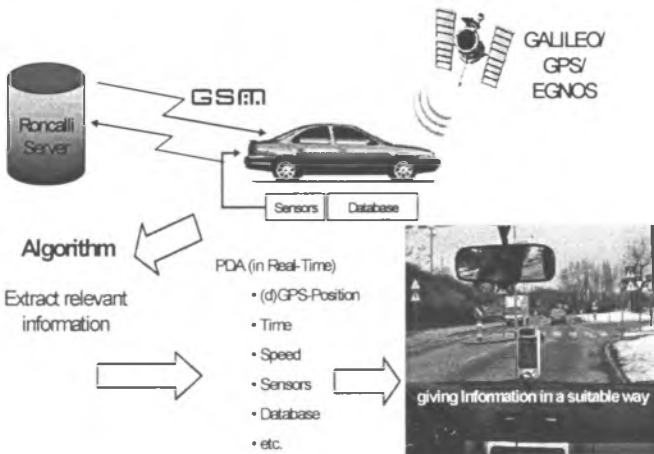 GALILEO/
GPS/
EGNOS
GSM
Roncalli
Server
Sensors
Database
Algorithm
Extract relevant
information
PDA (in Real-Time)
• (d)GPS-Position
• Time
• Speed
• Sensors
• Database
• etc.
giving Information in a suitable way